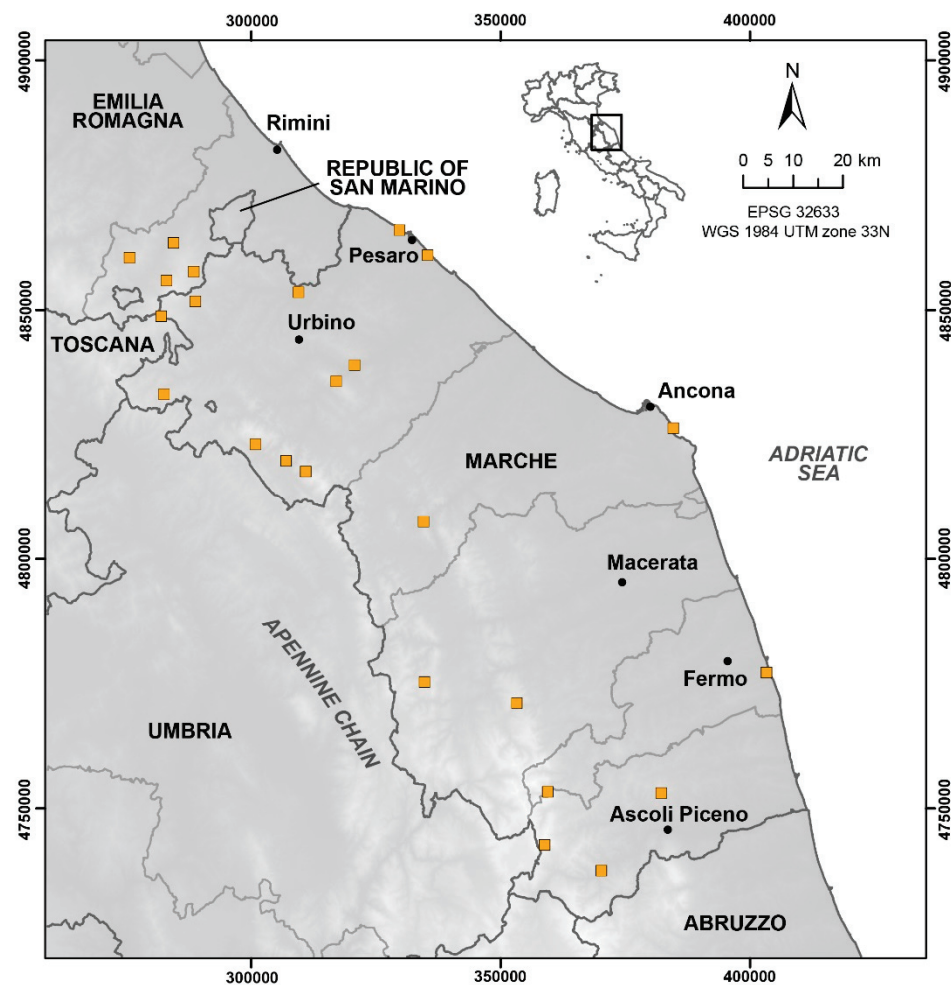 300000 350000 400000
4900000 4900000
N
EMILIA
ROMAGNA
Rimini
REPUBLIC OF
SAN MARINO
0 5 10 20 km
EPSG 32633
WGS 1984 UTM zone 33N
Pesaro
4850000 4850000
Urbino
TOSCANA
Ancona
MARCHE
ADRIATIC
SEA
4800000 4800000
Macerata
APENNINE CHAIN
Fermo
UMBRIA
4750000 4750000
Ascoli Piceno
ABRUZZO
300000 350000 400000